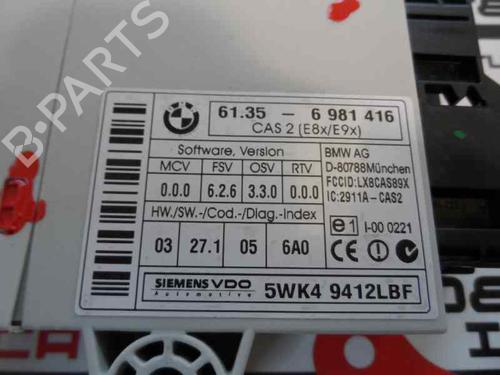 BMW
61.35 - 6 981 416
CAS 2 (E8x/E9x)
Software, Version
MCV FSV OSV RTV
0.0.0 6.2.6 3.3.0 0.0.0
HW./SW.-/Cod.-/Diag.-Index
03 27.1 05 6A0
BMW AG
D-80788München
FCCID:LX8CAS89X
IC:2911A-CAS2
e1 I-00 0221
CE N
SIEMENS VDO
Automotive
5WK4 9412LBF